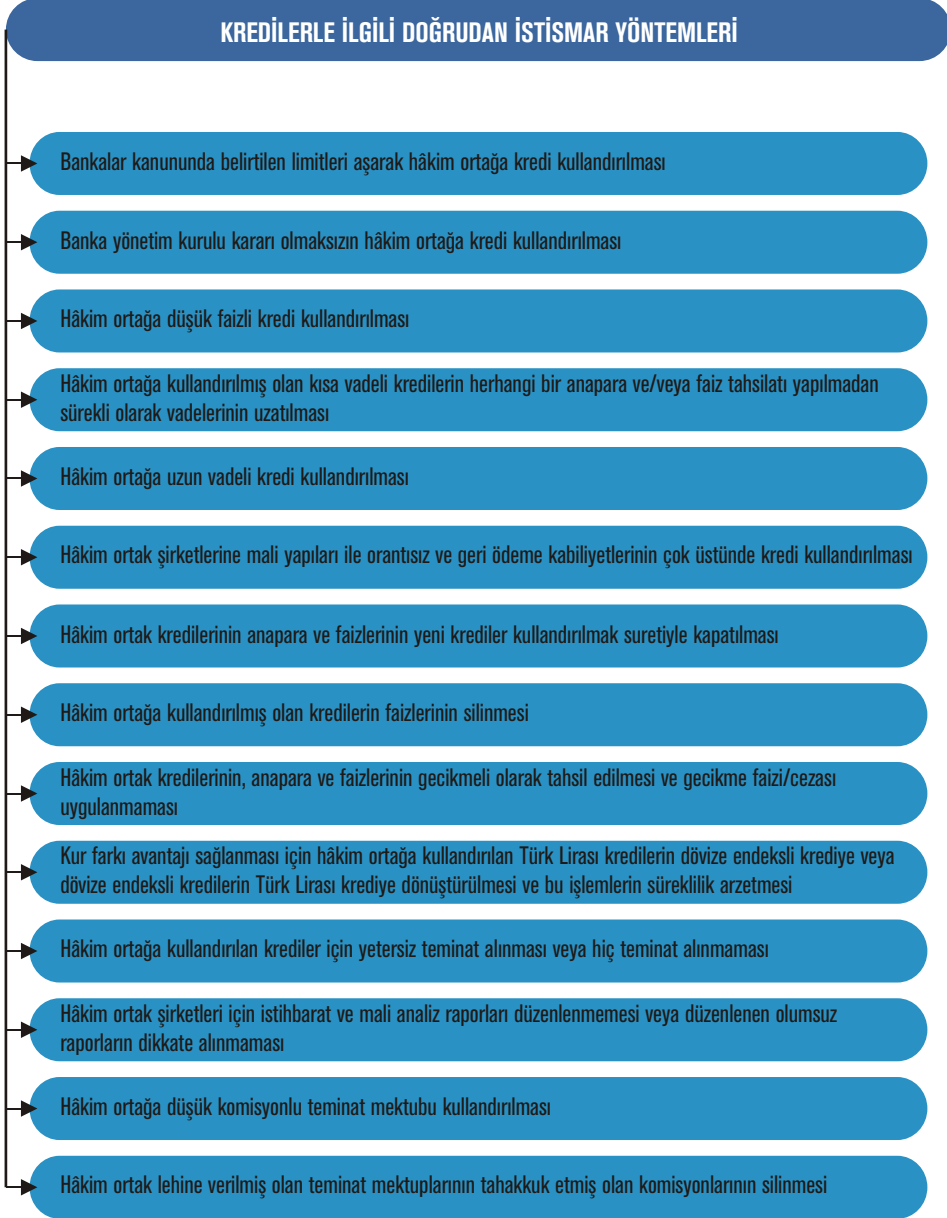 KREDİLERLE İLGİLİ DOĞRUDAN İSTİSMAR YÖNTEMLERİ
Bankalar kanununda belirtilen limitleri aşarak hâkim ortağa kredi kullandırılması
Banka yönetim kurulu kararı olmaksızın hâkim ortağa kredi kullandırılması
Hâkim ortağa düşük faizli kredi kullandırılması
Hâkim ortağa kullandırılmış olan kısa vadeli kredilerin herhangi bir anapara ve/veya faiz tahsilatı yapılmadan
sürekli olarak vadelerinin uzatılması
Hâkim ortağa uzun vadeli kredi kullandırılması
Hâkim ortak şirketlerine mali yapıları ile orantısız ve geri ödeme kabiliyetlerinin çok üstünde kredi kullandırılması
Hâkim ortak kredilerinin anapara ve faizlerinin yeni krediler kullandırılmak suretiyle kapatılması
Hâkim ortağa kullandırılmış olan kredilerin faizlerinin silinmesi
Hâkim ortak kredilerinin, anapara ve faizlerinin gecikmeli olarak tahsil edilmesi ve gecikme faizi/cezası
uygulanmaması
Kur farkı avantajı sağlanması için hâkim ortağa kullandırılan Türk Lirası kredilerin dövize endeksli krediye veya
dövize endeksli kredilerin Türk Lirası krediye dönüştürülmesi ve bu işlemlerin süreklilik arzetmesi
Hâkim ortağa kullandırılan krediler için yetersiz teminat alınması veya hiç teminat alınmaması
Hâkim ortak şirketleri için istihbarat ve mali analiz raporları düzenlenmemesi veya düzenlenen olumsuz
raporların dikkate alınmaması
Hâkim ortağa düşük komisyonlu teminat mektubu kullandırılması
Hâkim ortak lehine verilmiş olan teminat mektuplarının tahakkuk etmiş olan komisyonlarının silinmesi